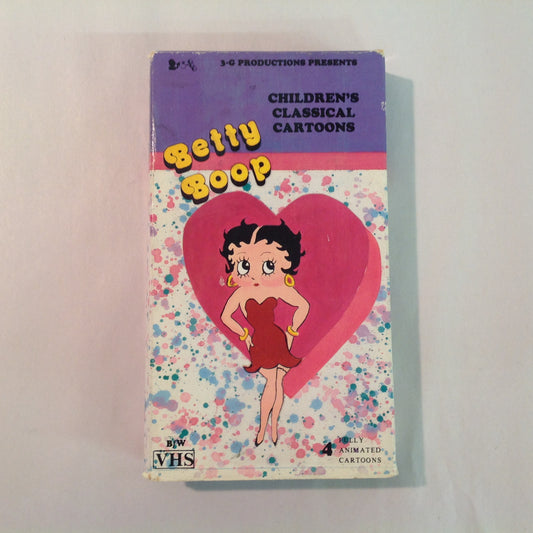 3-G PRODUCTIONS PRESENTS
CHILDREN'S
CLASSICAL
CARTOONS
Betty
Boop
B/W
VHS
4 FULLY
ANIMATED
CARTOONS